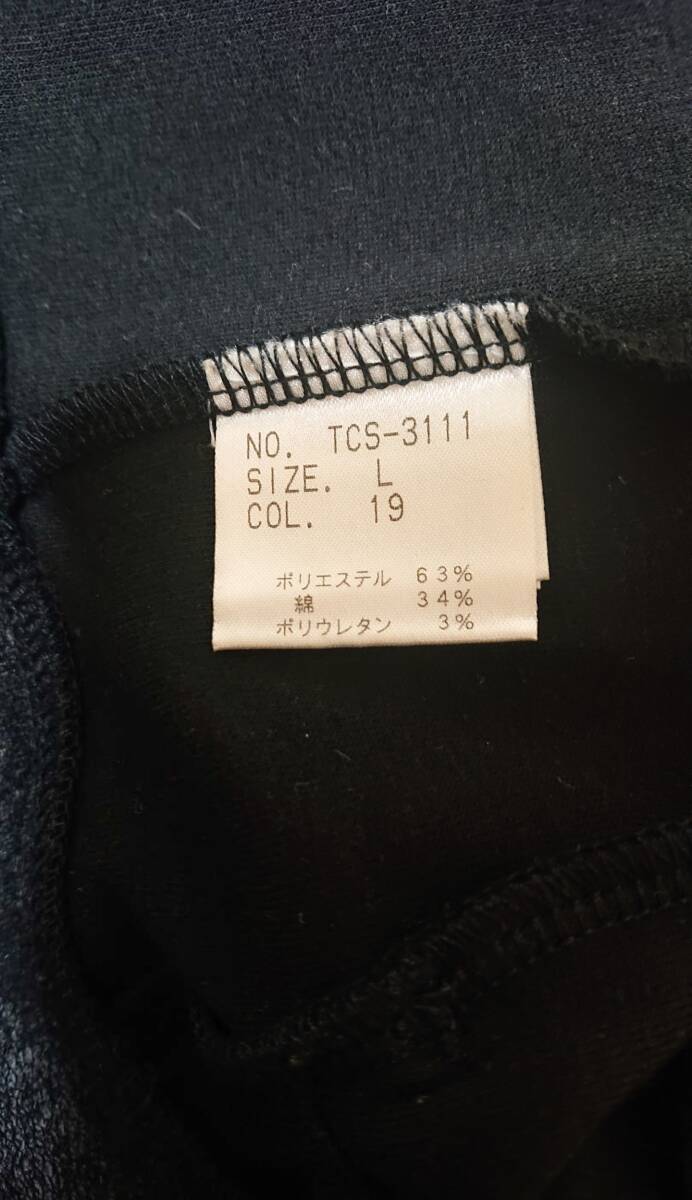 NO. TCS-3111
SIZE. L
COL. 19
ポリエステル 63%
綿 34%
ポリウレタン 3%